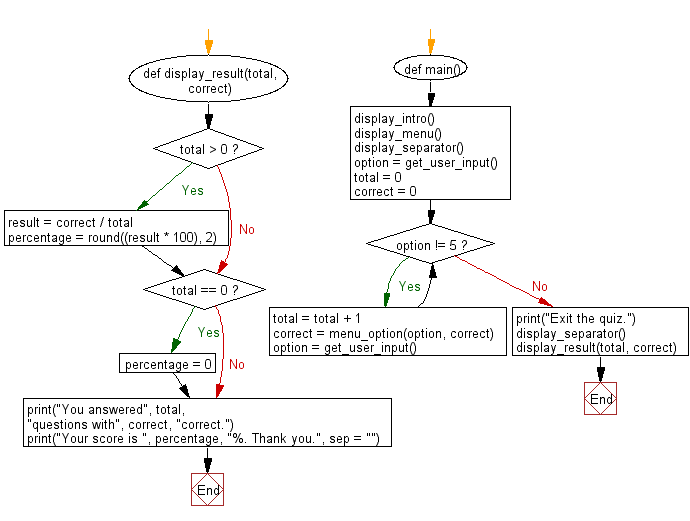 def display_result(total,
correct)
total > 0 ?
Yes
No
result = correct / total
percentage = round((result * 100), 2)
total == 0 ?
Yes
No
percentage = 0
print("You answered", total,
"questions with", correct, "correct.")
print("Your score is ", percentage, "%. Thank you.", sep = "")
End
def main()
display_intro()
display_menu()
display_separator()
option = get_user_input()
total = 0
correct = 0
option != 5 ?
Yes
No
total = total + 1
correct = menu_option(option, correct)
option = get_user_input()
print("Exit the quiz.")
display_separator()
display_result(total, correct)
End